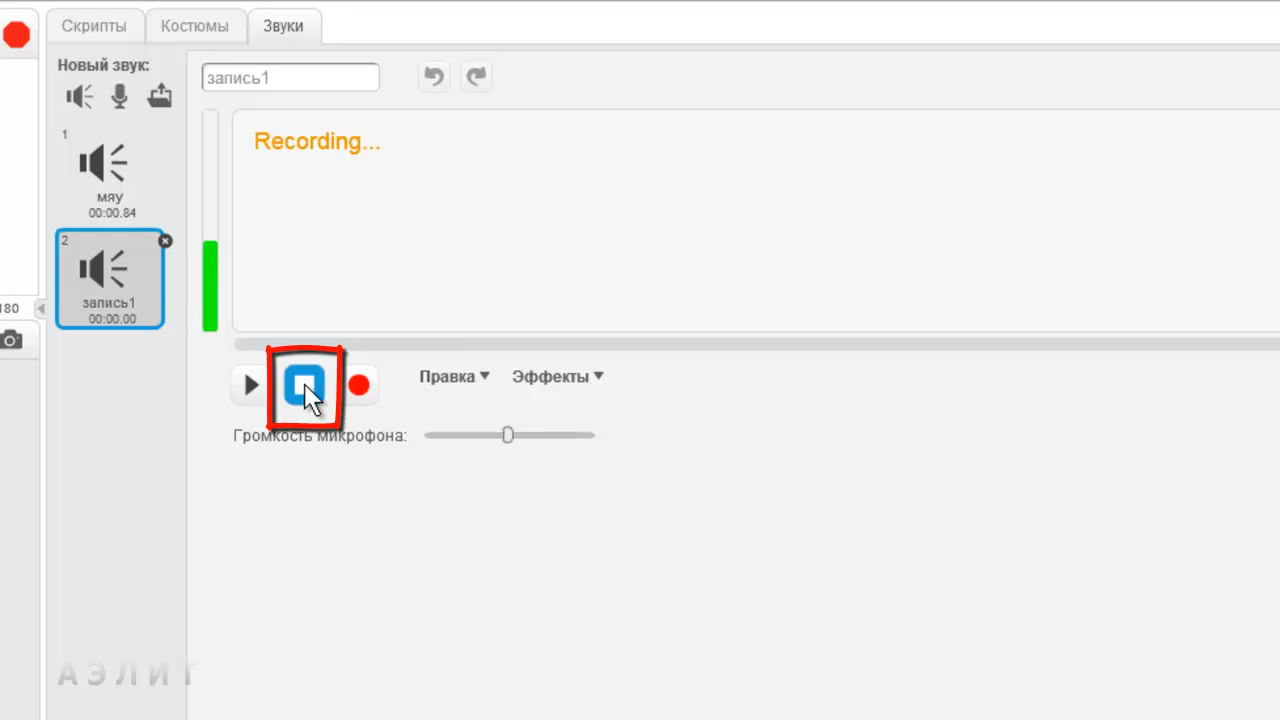 Скрипты Костюмы Звуки
Новый звук:
запись1
1
мяу
00:00.84
2
запись1
00:00.00
Recording...
180
Правка Эффекты
Громкость микрофона:
АЭЛИТ